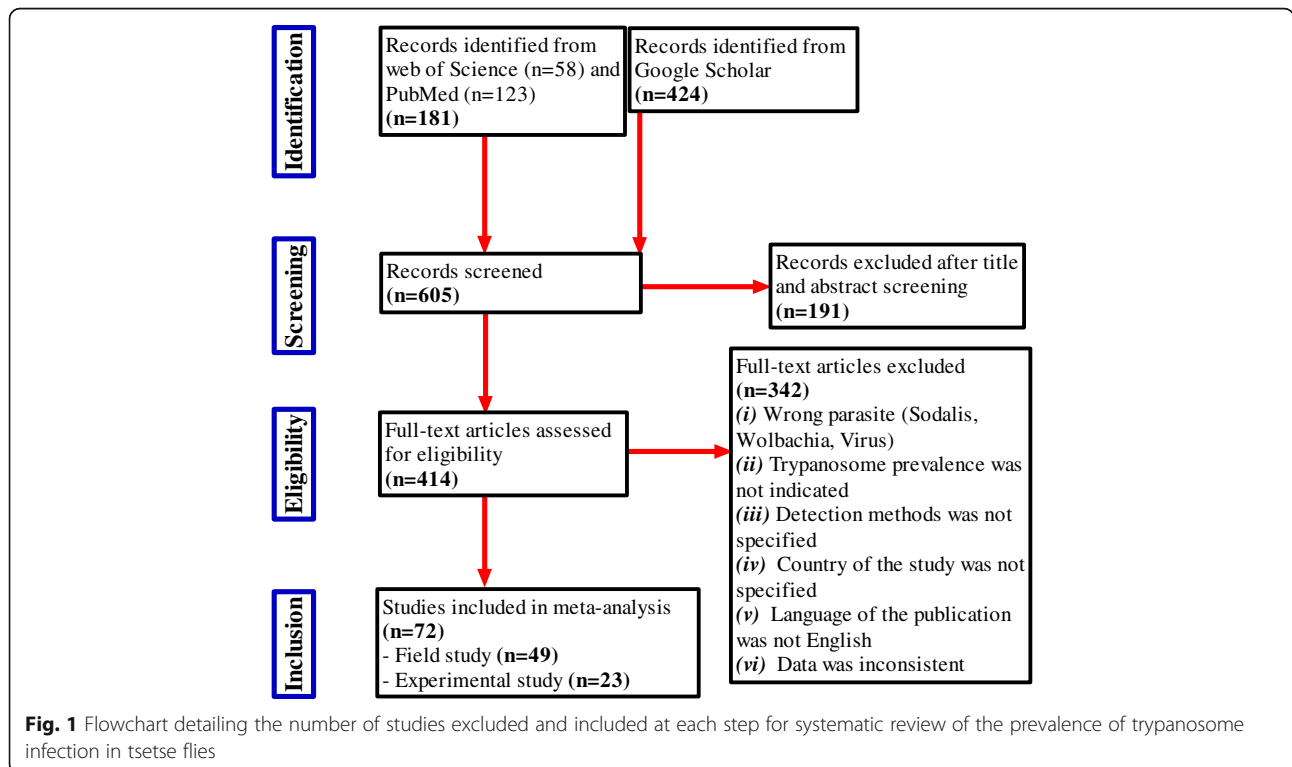 Identification
Records identified from
web of Science (n=58) and
PubMed (n=123)
(n=181)
Records identified from
Google Scholar
(n=424)
Screening
Records screened
(n=605)
Records excluded after title
and abstract screening
(n=191)
Eligibility
Full-text articles assessed
for eligibility
(n=414)
Full-text articles excluded
(n=342)
(i) Wrong parasite (Sodalis,
Wolbachia, Virus)
(ii) Trypanosome prevalence was
not indicated
(iii) Detection methods was not
specified
(iv) Country of the study was not
specified
(v) Language of the publication
was not English
(vi) Data was inconsistent
Inclusion
Studies included in meta-analysis
(n=72)
- Field study (n=49)
- Experimental study (n=23)
Fig. 1 Flowchart detailing the number of studies excluded and included at each step for systematic review of the prevalence of trypanosome
infection in tsetse flies